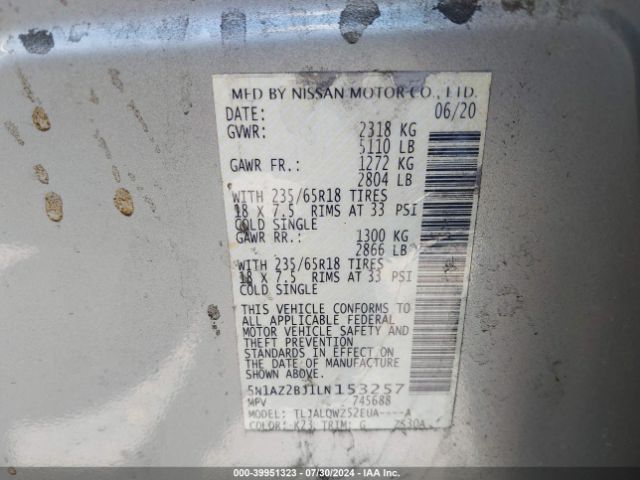 MFD BY NISSAN MOTOR CO., LTD.
DATE: 06/20
GVWR: 2318 KG
5110 LB
GAWR FR.: 1272 KG
2804 LB
WITH 235/65R18 TIRES
18 X 7.5 RIMS AT 33 PSI
COLD SINGLE
GAWR RR.: 1300 KG
2866 LB
WITH 235/65R18 TIRES
18 X 7.5 RIMS AT 33 PSI
COLD SINGLE
THIS VEHICLE CONFORMS TO
ALL APPLICABLE FEDERAL
MOTOR VEHICLE SAFETY AND
THEFT PREVENTION
STANDARDS IN EFFECT ON
THE DATE OF MANUFACTURE
SHOWN ABOVE.
5N1AZ2BJ1LN153257
MPV 745688
MODEL: TLJALQWZ52EUA----A
COLOR: K23 TRIM: G Z530A
000-39951323 - 07/30/2024 - IAA, Inc.